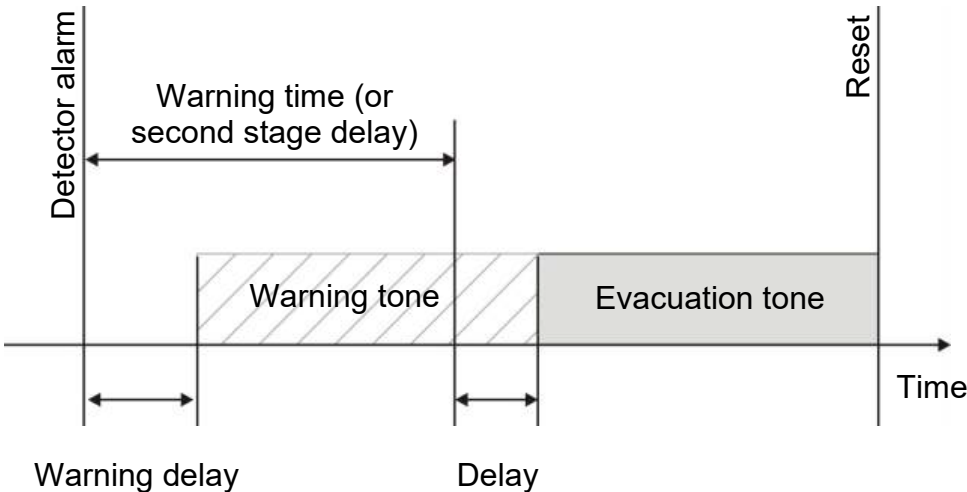 Detector alarm
Warning time (or
second stage delay)
Reset
Warning tone
Evacuation tone
Time
Warning delay
Delay